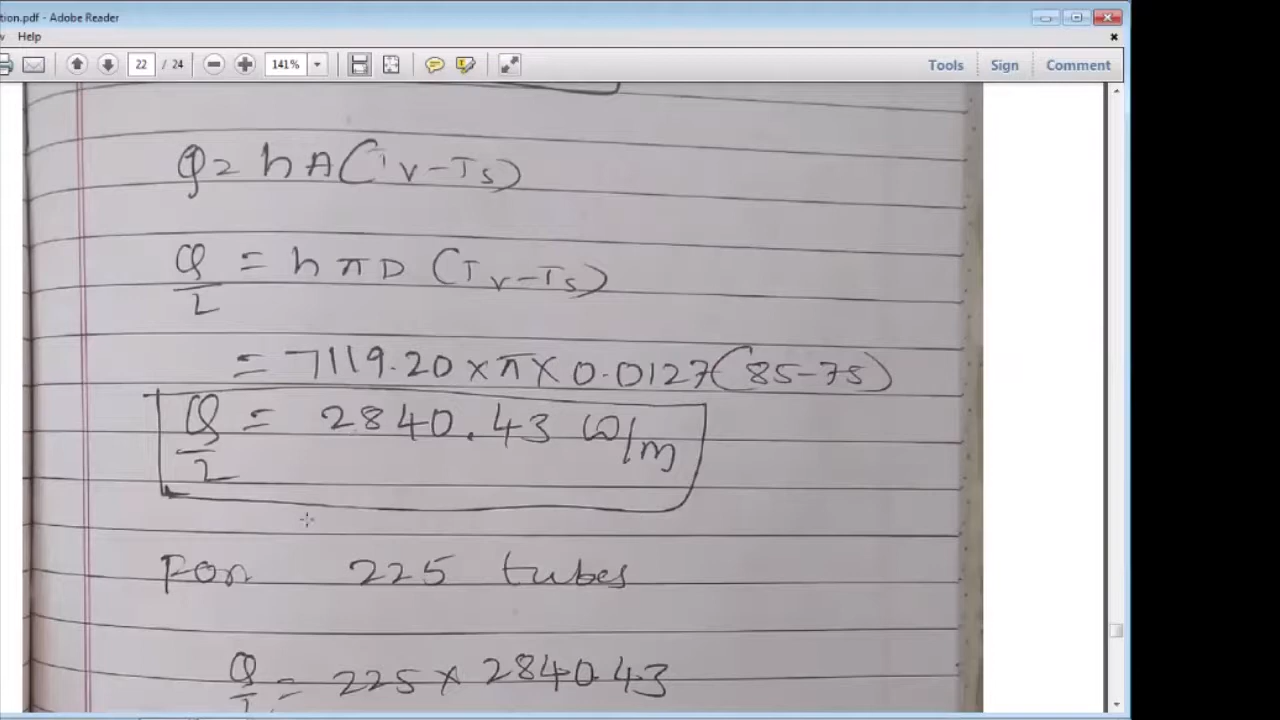 tion.pdf - Adobe Reader
Help
22 / 24 141% Tools Sign Comment
Q = hA(Tv-Ts)
Q/L = hπD (Tv-Ts)
= 7119.20 × π × 0.0127(85-75)
Q/L = 2840.43 W/m
For 225 tubes
Q/L = 225 × 2840.43